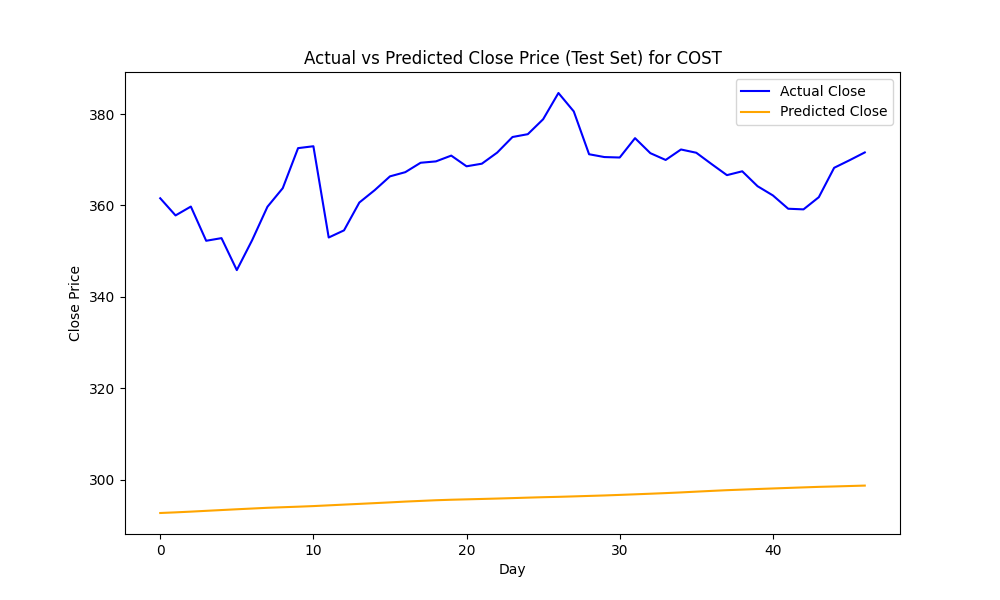 Actual vs Predicted Close Price (Test Set) for COST
Actual Close
Predicted Close
380
360
340
320
300
Close Price
0 10 20 30 40
Day